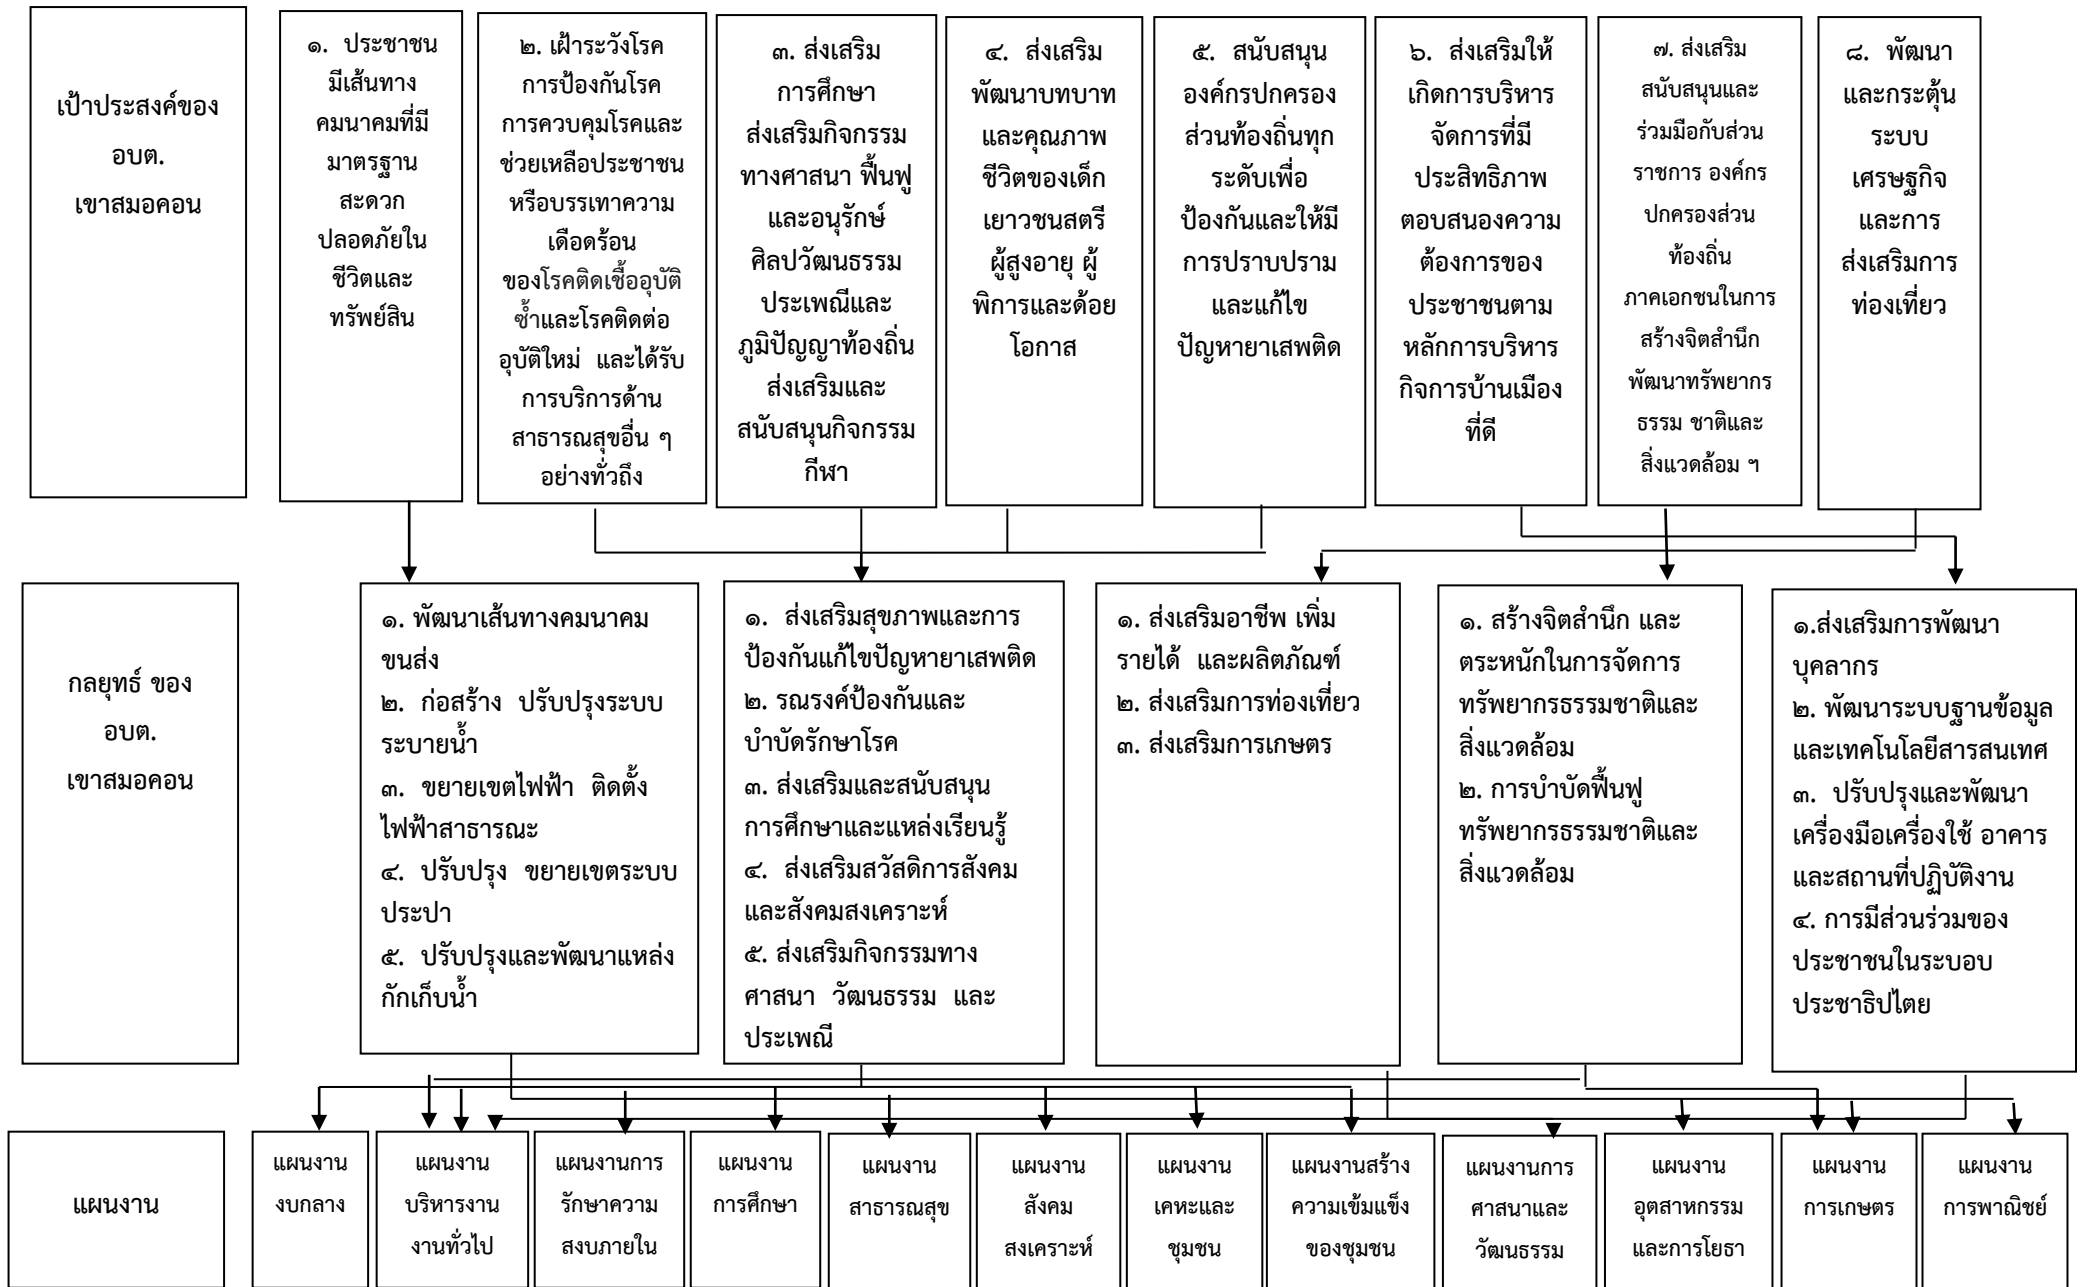 เป้าประสงค์ของ
อบต.
เขาสมอคอน
๑. ประชาชน
มีเส้นทาง
คมนาคมที่มี
มาตรฐาน
สะดวก
ปลอดภัยใน
ชีวิตและ
ทรัพย์สิน
๒. เฝ้าระวังโรค
การป้องกันโรค
การควบคุมโรคและ
ช่วยเหลือประชาชน
หรือบรรเทาความ
เดือดร้อน
ของโรคติดเชื้ออุบัติ
ซ้ำและโรคติดต่อ
อุบัติใหม่ และได้รับ
การบริการด้าน
สาธารณสุขอื่น ๆ
อย่างทั่วถึง
๓. ส่งเสริม
การศึกษา
ส่งเสริมกิจกรรม
ทางศาสนา ฟื้นฟู
และอนุรักษ์
ศิลปวัฒนธรรม
ประเพณีและ
ภูมิปัญญาท้องถิ่น
ส่งเสริมและ
สนับสนุนกิจกรรม
กีฬา
๔. ส่งเสริม
พัฒนาบทบาท
และคุณภาพ
ชีวิตของเด็ก
เยาวชนสตรี
ผู้สูงอายุ ผู้
พิการและด้อย
โอกาส
๕. สนับสนุน
องค์กรปกครอง
ส่วนท้องถิ่นทุก
ระดับเพื่อ
ป้องกันและให้มี
การปราบปราม
และแก้ไข
ปัญหายาเสพติด
๖. ส่งเสริมให้
เกิดการบริหาร
จัดการที่มี
ประสิทธิภาพ
ตอบสนองความ
ต้องการของ
ประชาชนตาม
หลักการบริหาร
กิจการบ้านเมือง
ที่ดี
๗. ส่งเสริม
สนับสนุนและ
ร่วมมือกับส่วน
ราชการ องค์กร
ปกครองส่วน
ท้องถิ่น
ภาคเอกชนในการ
สร้างจิตสำนึก
พัฒนาทรัพยากร
ธรรม ชาติและ
สิ่งแวดล้อม ฯ
๘. พัฒนา
และกระตุ้น
ระบบ
เศรษฐกิจ
และการ
ส่งเสริมการ
ท่องเที่ยว
กลยุทธ์ ของ
อบต.
เขาสมอคอน
๑. พัฒนาเส้นทางคมนาคม
ขนส่ง
๒. ก่อสร้าง ปรับปรุงระบบ
ระบายน้ำ
๓. ขยายเขตไฟฟ้า ติดตั้ง
ไฟฟ้าสาธารณะ
๔. ปรับปรุง ขยายเขตระบบ
ประปา
๕. ปรับปรุงและพัฒนาแหล่ง
กักเก็บน้ำ
๑. ส่งเสริมสุขภาพและการ
ป้องกันแก้ไขปัญหายาเสพติด
๒. รณรงค์ป้องกันและ
บำบัดรักษาโรค
๓. ส่งเสริมและสนับสนุน
การศึกษาและแหล่งเรียนรู้
๔. ส่งเสริมสวัสดิการสังคม
และสังคมสงเคราะห์
๕. ส่งเสริมกิจกรรมทาง
ศาสนา วัฒนธรรม และ
ประเพณี
๑. ส่งเสริมอาชีพ เพิ่ม
รายได้ และผลิตภัณฑ์
๒. ส่งเสริมการท่องเที่ยว
๓. ส่งเสริมการเกษตร
๑. สร้างจิตสำนึก และ
ตระหนักในการจัดการ
ทรัพยากรธรรมชาติและ
สิ่งแวดล้อม
๒. การบำบัดฟื้นฟู
ทรัพยากรธรรมชาติและ
สิ่งแวดล้อม
๑.ส่งเสริมการพัฒนา
บุคลากร
๒. พัฒนาระบบฐานข้อมูล
และเทคโนโลยีสารสนเทศ
๓. ปรับปรุงและพัฒนา
เครื่องมือเครื่องใช้ อาคาร
และสถานที่ปฏิบัติงาน
๔. การมีส่วนร่วมของ
ประชาชนในระบอบ
ประชาธิปไตย
แผนงาน
แผนงาน
งบกลาง
แผนงาน
บริหารงาน
งานทั่วไป
แผนงานการ
รักษาความ
สงบภายใน
แผนงาน
การศึกษา
แผนงาน
สาธารณสุข
แผนงาน
สังคม
สงเคราะห์
แผนงาน
เคหะและ
ชุมชน
แผนงานสร้าง
ความเข้มแข็ง
ของชุมชน
แผนงานการ
ศาสนาและ
วัฒนธรรม
แผนงาน
อุตสาหกรรม
และการโยธา
แผนงาน
การเกษตร
แผนงาน
การพาณิชย์